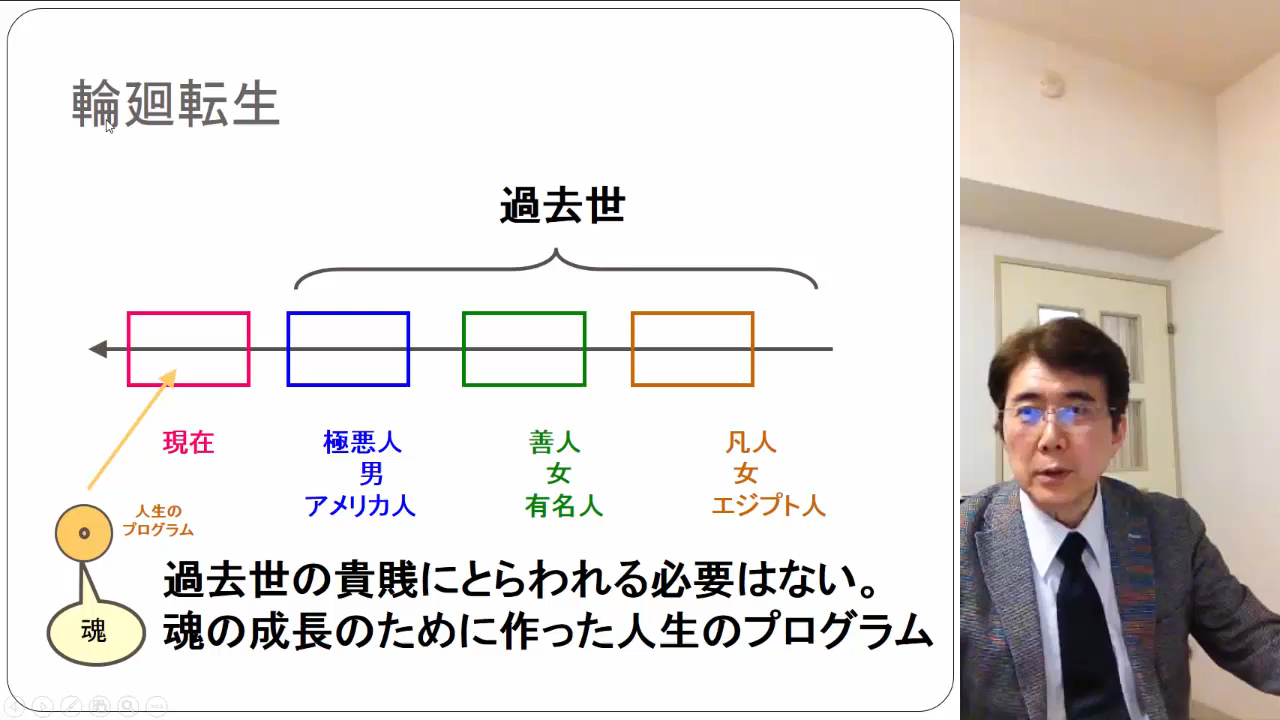 輪廻転生
過去世
現在
極悪人
男
アメリカ人
善人
女
有名人
凡人
女
エジプト人
人生の
プログラム
過去世の貴賎にとらわれる必要はない。
魂の成長のために作った人生のプログラム
魂